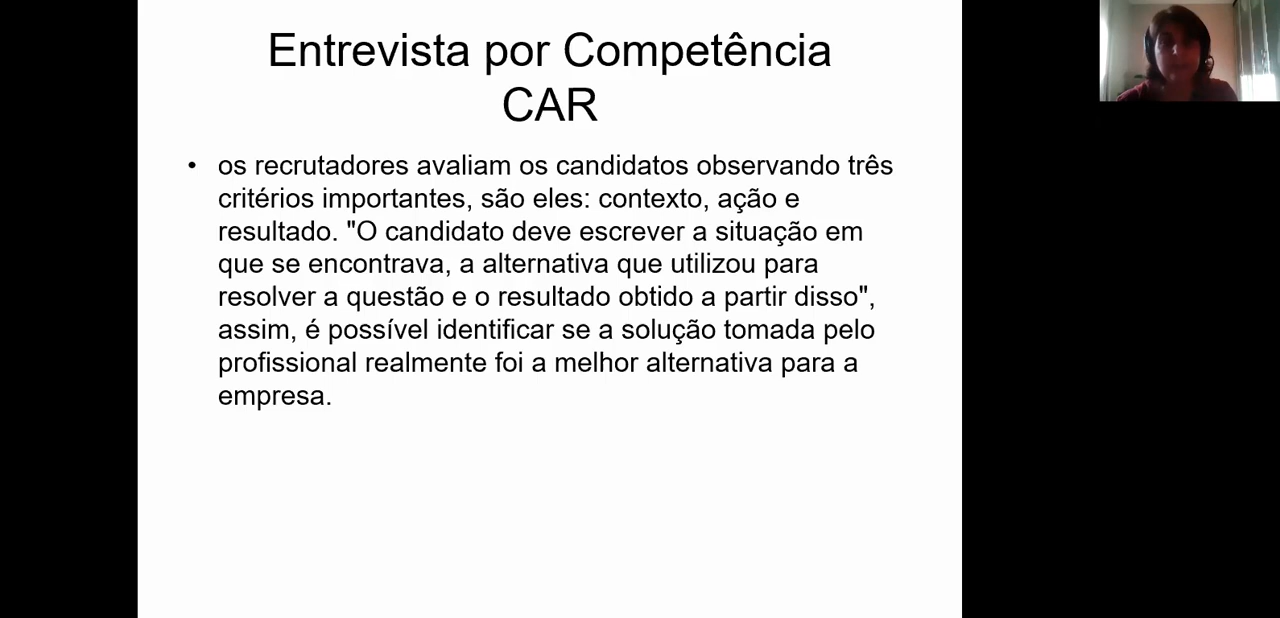 Entrevista por Competência
CAR
• os recrutadores avaliam os candidatos observando três
critérios importantes, são eles: contexto, ação e
resultado. "O candidato deve escrever a situação em
que se encontrava, a alternativa que utilizou para
resolver a questão e o resultado obtido a partir disso",
assim, é possível identificar se a solução tomada pelo
profissional realmente foi a melhor alternativa para a
empresa.